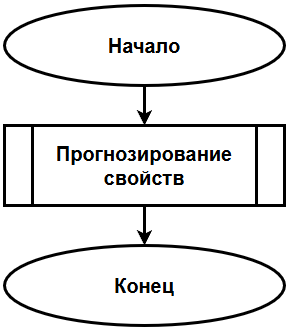 Начало
Прогнозирование
свойств
Конец